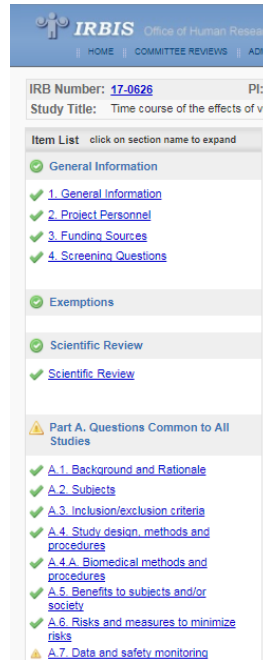 IRBIS Office of Human Resea
|| HOME || COMMITTEE REVIEWS || AD
IRB Number: 17-0626 PI:
Study Title: Time course of the effects of v
Item List click on section name to expand
General Information
1. General Information
2. Project Personnel
3. Funding Sources
4. Screening Questions
Exemptions
Scientific Review
Scientific Review
Part A. Questions Common to All
Studies
A.1. Background and Rationale
A.2. Subjects
A.3. Inclusion/exclusion criteria
A.4. Study design, methods and
procedures
A.4.A. Biomedical methods and
procedures
A.5. Benefits to subjects and/or
society
A.6. Risks and measures to minimize
risks
A.7. Data and safety monitoring